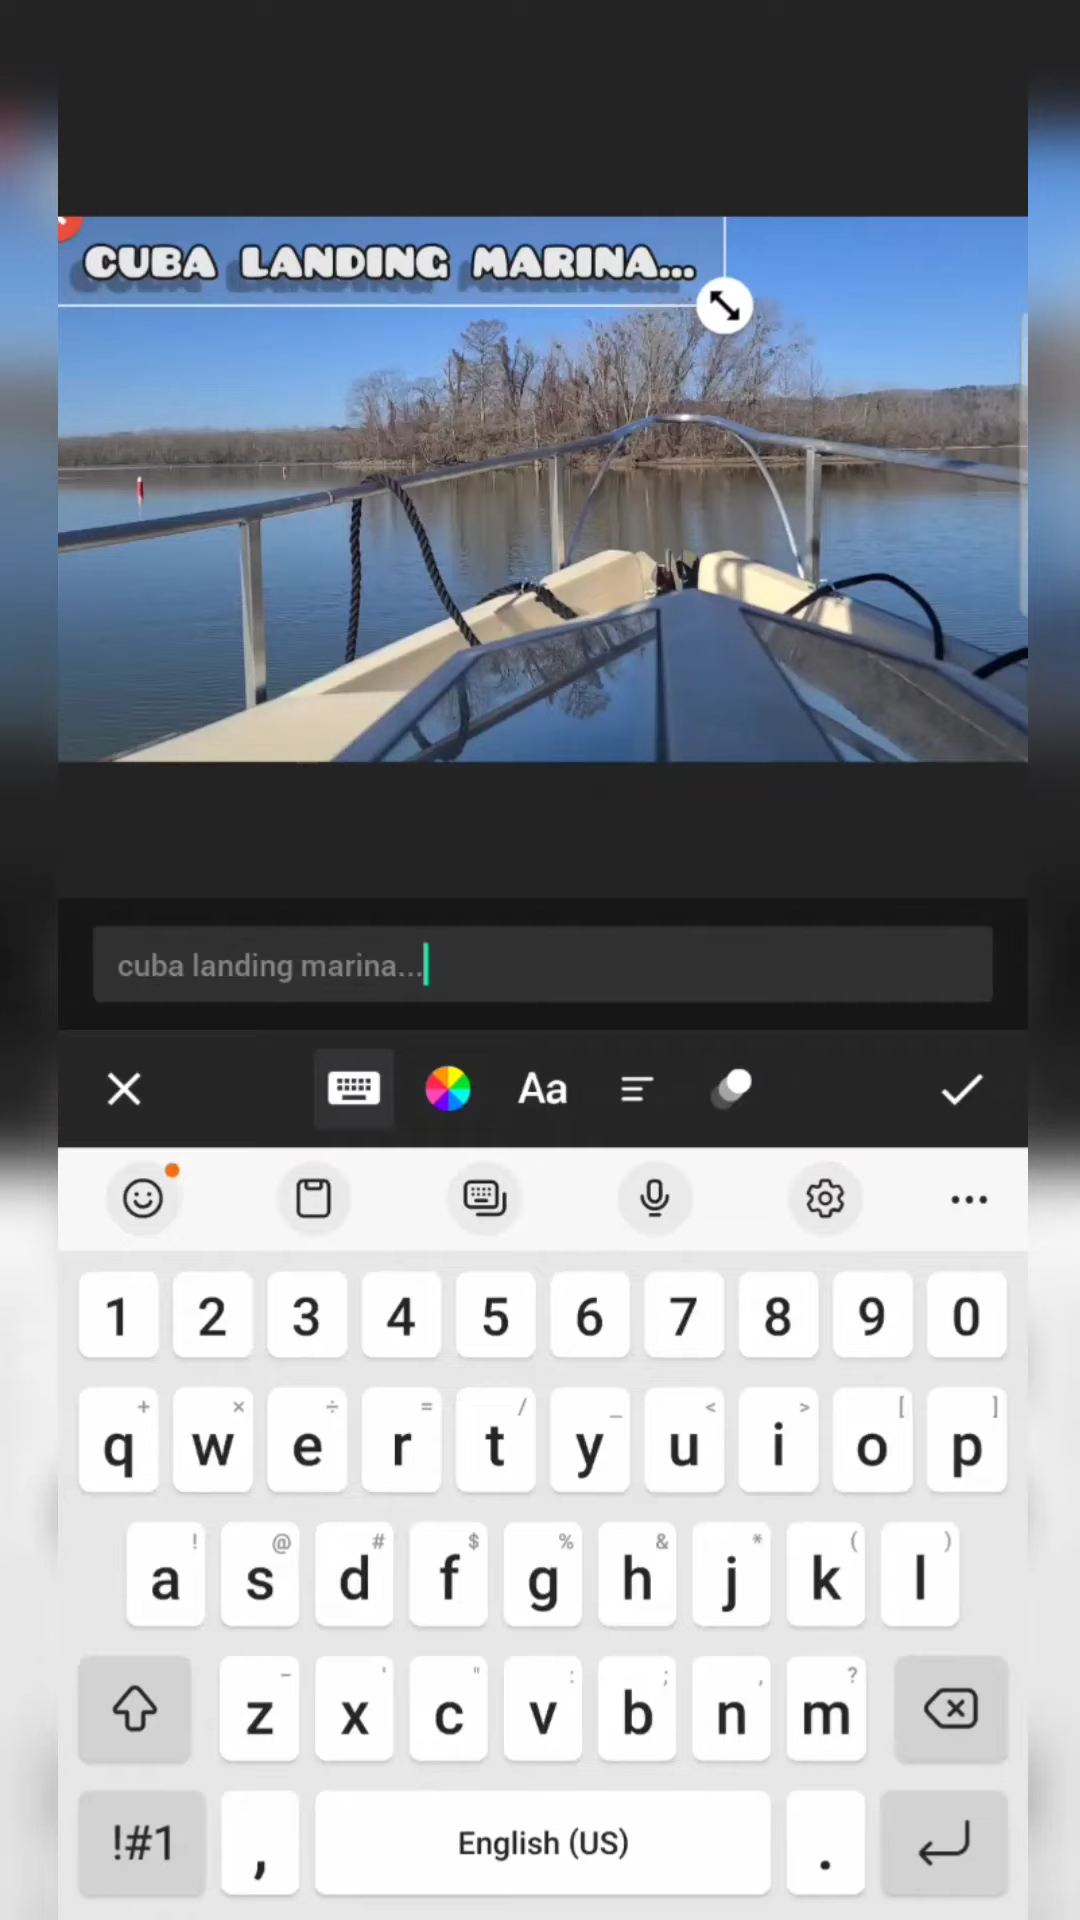 CUBA LANDING MARINA...
cuba landing marina...
Aa
1 2 3 4 5 6 7 8 9 0
+ × ÷ = / _ < > [ ]
q w e r t y u i o p
! @ # $ % & * ( )
a s d f g h j k l
- ' " : ; , ?
z x c v b n m
!#1 , English (US) .